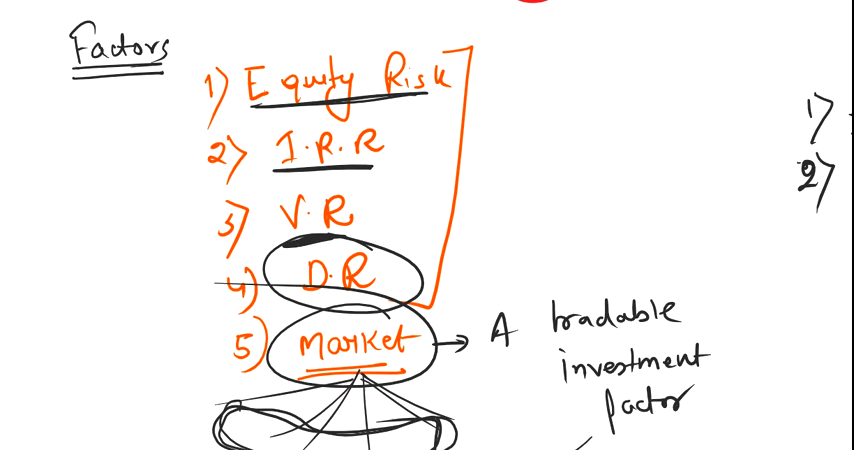 Factors
1) Equity Risk
2) I.R.R
3) V.R
4) D.R
5) Market → A tradable
investment
factor
1)
2)